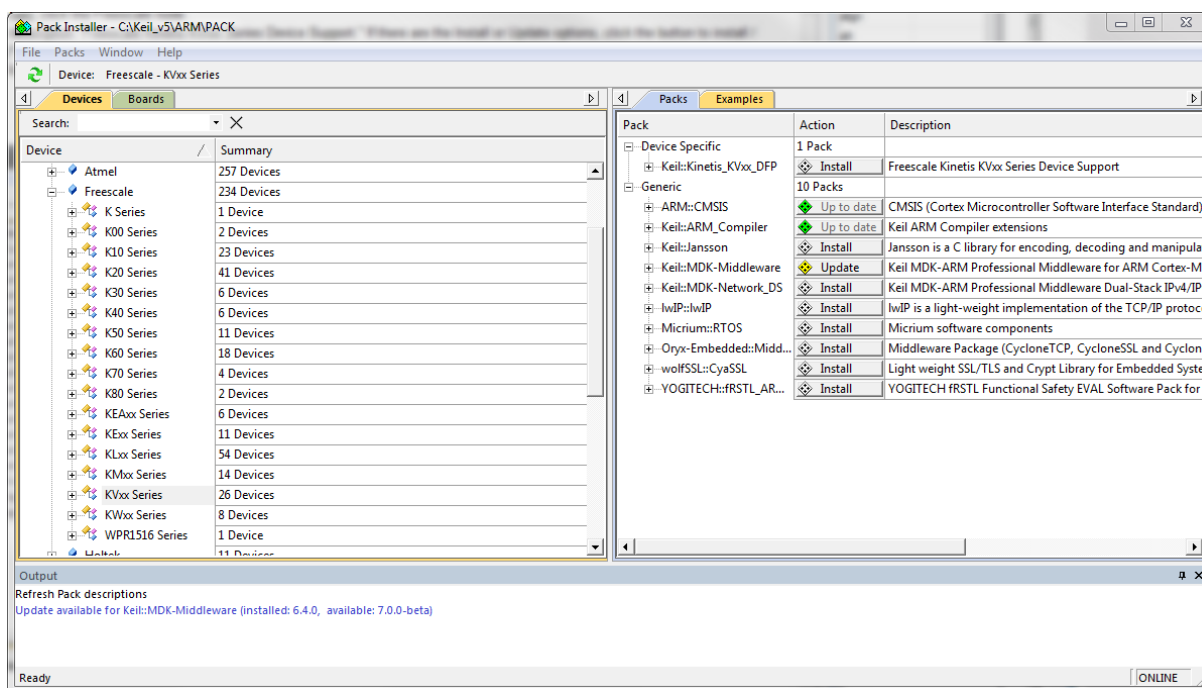 Pack Installer - C:\Keil_v5\ARM\PACK
File Packs Window Help
Device: Freescale - KVxx Series
Devices Boards
Search:
Device Summary
Atmel 257 Devices
Freescale 234 Devices
K Series 1 Device
K00 Series 2 Devices
K10 Series 23 Devices
K20 Series 41 Devices
K30 Series 6 Devices
K40 Series 6 Devices
K50 Series 11 Devices
K60 Series 18 Devices
K70 Series 4 Devices
K80 Series 2 Devices
KEAxx Series 6 Devices
KExx Series 11 Devices
KLxx Series 54 Devices
KMxx Series 14 Devices
KVxx Series 26 Devices
KWxx Series 8 Devices
WPR1516 Series 1 Device
Holtek 11 Devices
Packs Examples
Pack Action Description
Device Specific 1 Pack
Keil::Kinetis_KVxx_DFP Install Freescale Kinetis KVxx Series Device Support
Generic 10 Packs
ARM::CMSIS Up to date CMSIS (Cortex Microcontroller Software Interface Standard)
Keil::ARM_Compiler Up to date Keil ARM Compiler extensions
Keil::Jansson Install Jansson is a C library for encoding, decoding and manipula
Keil::MDK-Middleware Update Keil MDK-ARM Professional Middleware for ARM Cortex-M
Keil::MDK-Network_DS Install Keil MDK-ARM Professional Middleware Dual-Stack IPv4/IP
lwIP::lwIP Install lwIP is a light-weight implementation of the TCP/IP protoc
Micrium::RTOS Install Micrium software components
Oryx-Embedded::Midd... Install Middleware Package (CycloneTCP, CycloneSSL and Cyclon
wolfSSL::CyaSSL Install Light weight SSL/TLS and Crypt Library for Embedded Syste
YOGITECH::fRSTL_AR... Install YOGITECH fRSTL Functional Safety EVAL Software Pack for
Output
Refresh Pack descriptions
Update available for Keil::MDK-Middleware (installed: 6.4.0, available: 7.0.0-beta)
Ready ONLINE